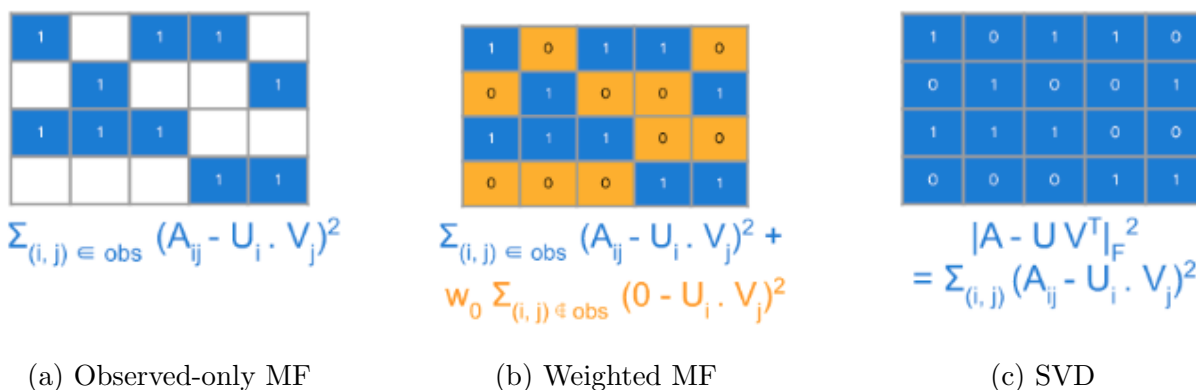 1 1 1
1 1
1 1 1
1 1
Σ(i, j) ∈ obs (Aij - Ui . Vj)²
(a) Observed-only MF
1 0 1 1 0
0 1 0 0 1
1 1 1 0 0
0 0 0 1 1
Σ(i, j) ∈ obs (Aij - Ui . Vj)² +
w0 Σ(i, j) ∉ obs (0 - Ui . Vj)²
(b) Weighted MF
1 0 1 1 0
0 1 0 0 1
1 1 1 0 0
0 0 0 1 1
|A - U Vᵀ|F²
= Σ(i, j) (Aij - Ui . Vj)²
(c) SVD